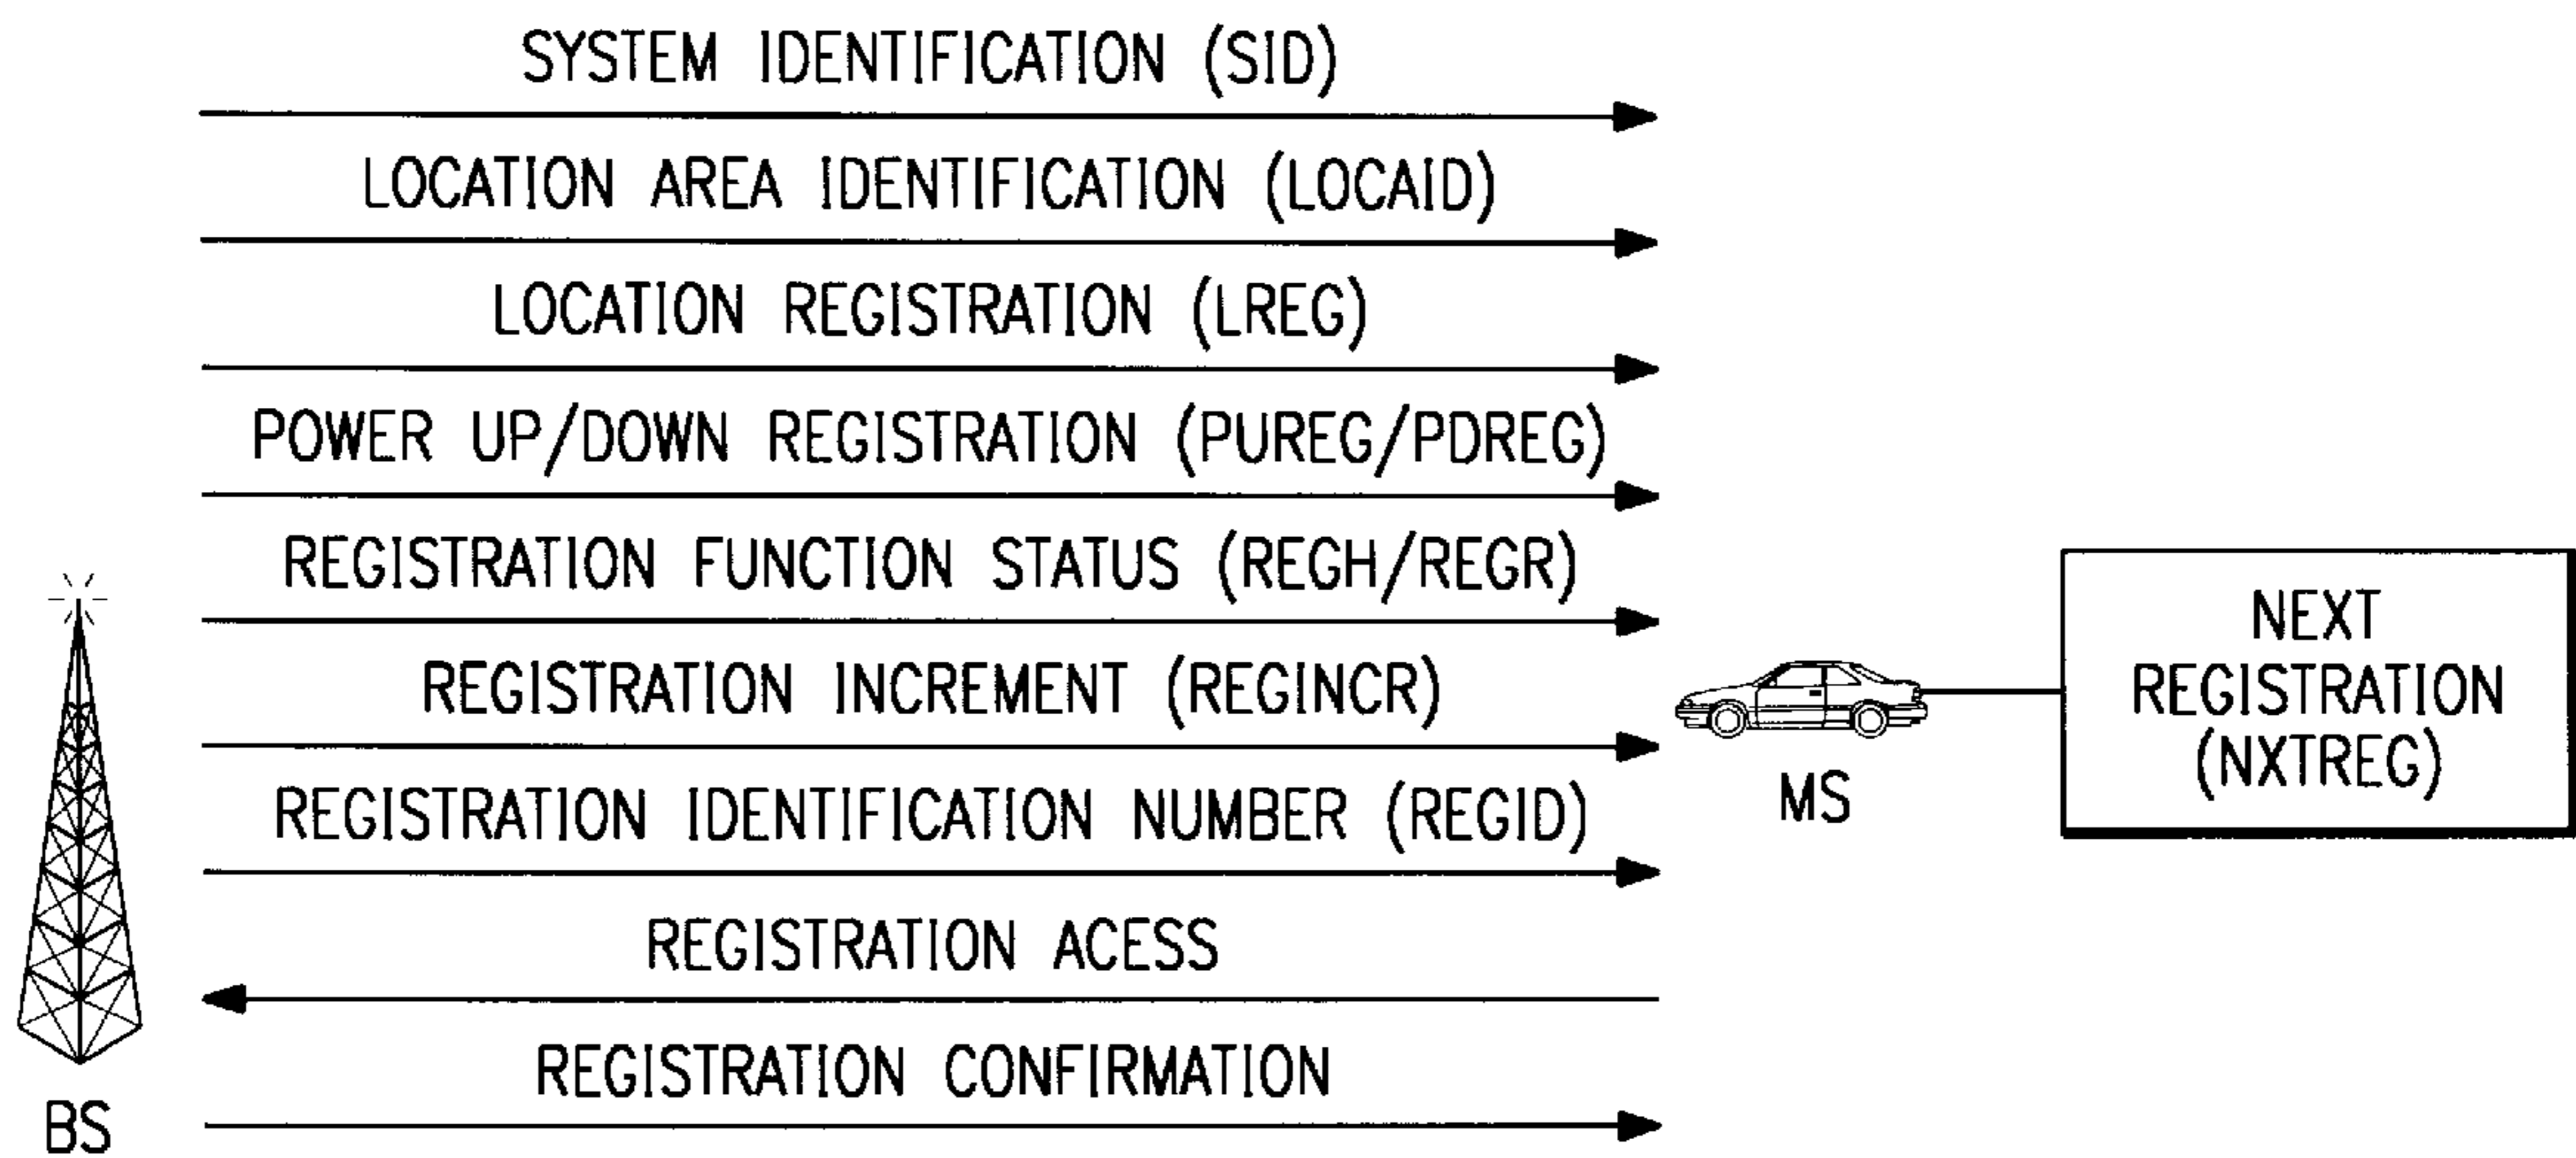 SYSTEM IDENTIFICATION (SID)
LOCATION AREA IDENTIFICATION (LOCAID)
LOCATION REGISTRATION (LREG)
POWER UP/DOWN REGISTRATION (PUREG/PDREG)
REGISTRATION FUNCTION STATUS (REGH/REGR)
REGISTRATION INCREMENT (REGINCR)
REGISTRATION IDENTIFICATION NUMBER (REGID)
REGISTRATION ACESS
REGISTRATION CONFIRMATION
BS
MS
NEXT
REGISTRATION
(NXTREG)